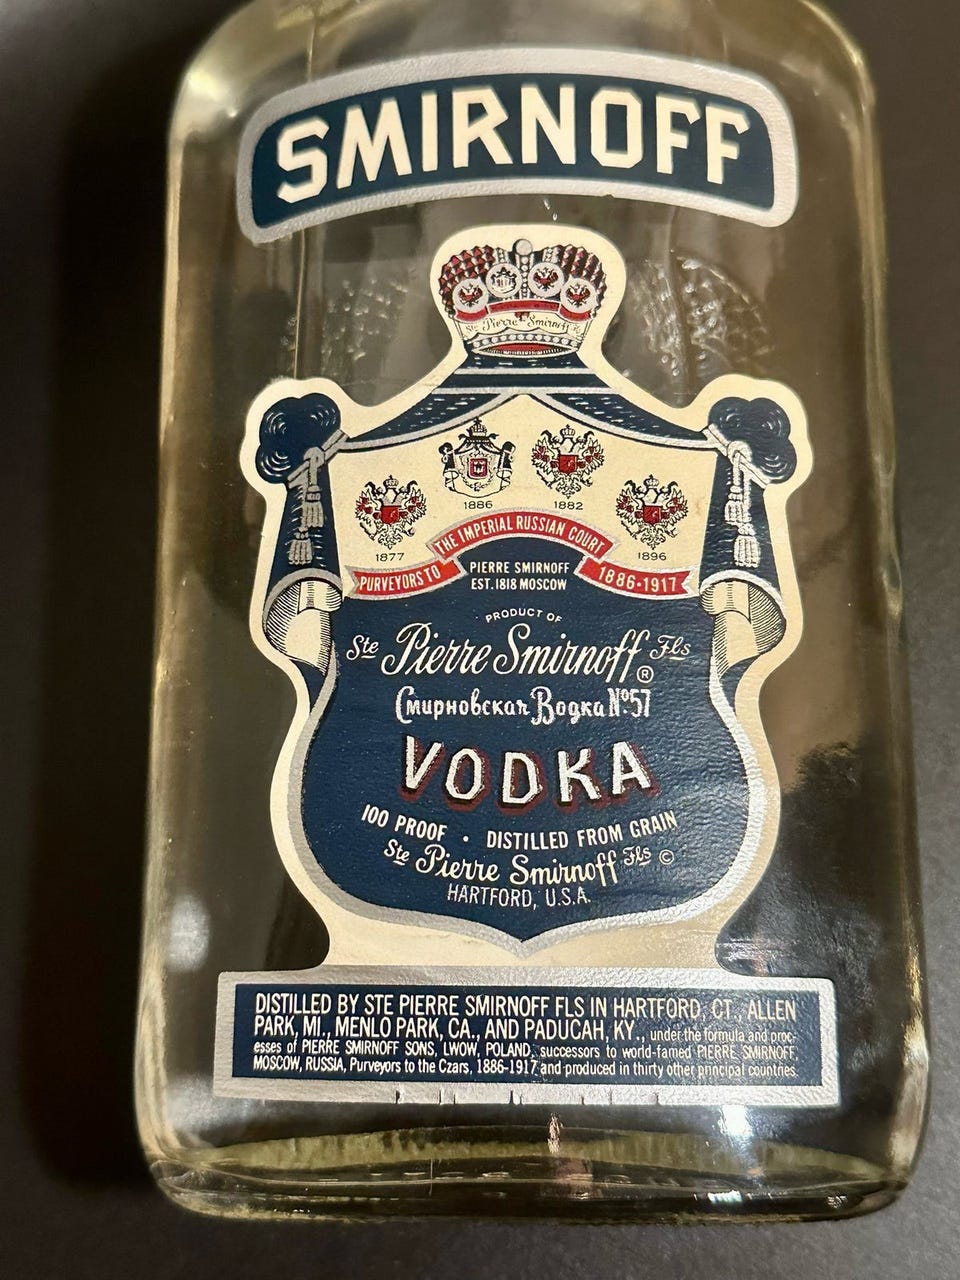 SMIRNOFF
Ste Pierre Smirnoff Fls
1886
1882
1877
1896
PURVEYORS TO THE IMPERIAL RUSSIAN COURT 1886-1917
PIERRE SMIRNOFF
EST. 1818 MOSCOW
PRODUCT OF
Ste Pierre Smirnoff Fls ®
Смирновская Водка Nº57
VODKA
100 PROOF · DISTILLED FROM GRAIN
Ste Pierre Smirnoff Fls ©
HARTFORD, U.S.A.
DISTILLED BY STE PIERRE SMIRNOFF FLS IN HARTFORD, CT., ALLEN
PARK, MI., MENLO PARK, CA., AND PADUCAH, KY., under the formula and proc-
esses of PIERRE SMIRNOFF SONS, LWOW, POLAND, successors to world-famed PIERRE SMIRNOFF,
MOSCOW, RUSSIA, Purveyors to the Czars, 1886-1917 and produced in thirty other principal countries.